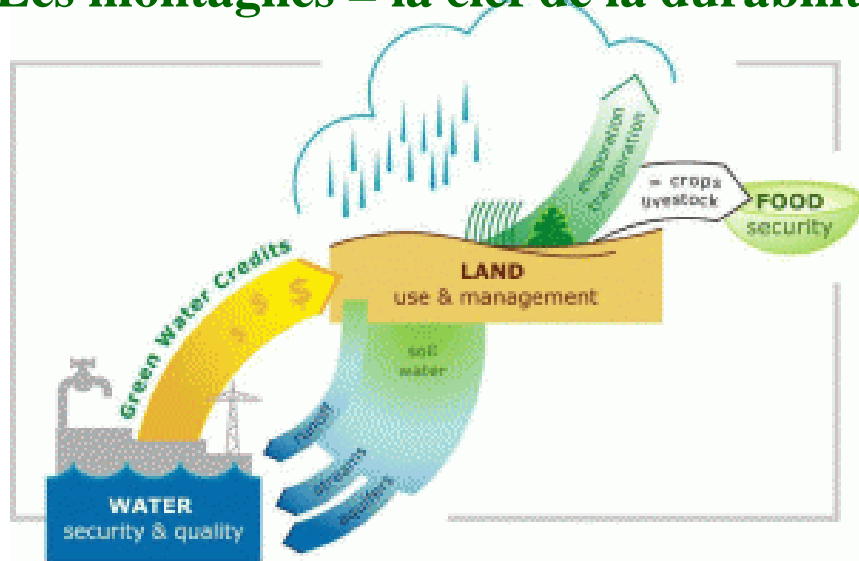 Les montagnes = la clef de la durabilit
evaporation
transpiration
= crops
livestock
FOOD
security
LAND
use & management
Green Water Credits
$ $ $
soil
water
runoff
streams
aquifers
WATER
security & quality